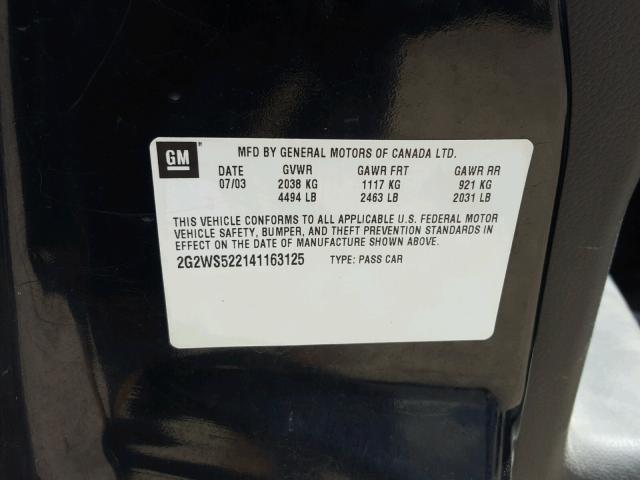 GM
MFD BY GENERAL MOTORS OF CANADA LTD.
DATE GVWR GAWR FRT GAWR RR
07/03 2038 KG 1117 KG 921 KG
4494 LB 2463 LB 2031 LB
THIS VEHICLE CONFORMS TO ALL APPLICABLE U.S. FEDERAL MOTOR
VEHICLE SAFETY, BUMPER, AND THEFT PREVENTION STANDARDS IN
EFFECT ON THE DATE OF MANUFACTURE SHOWN ABOVE.
2G2WS522141163125 TYPE: PASS CAR